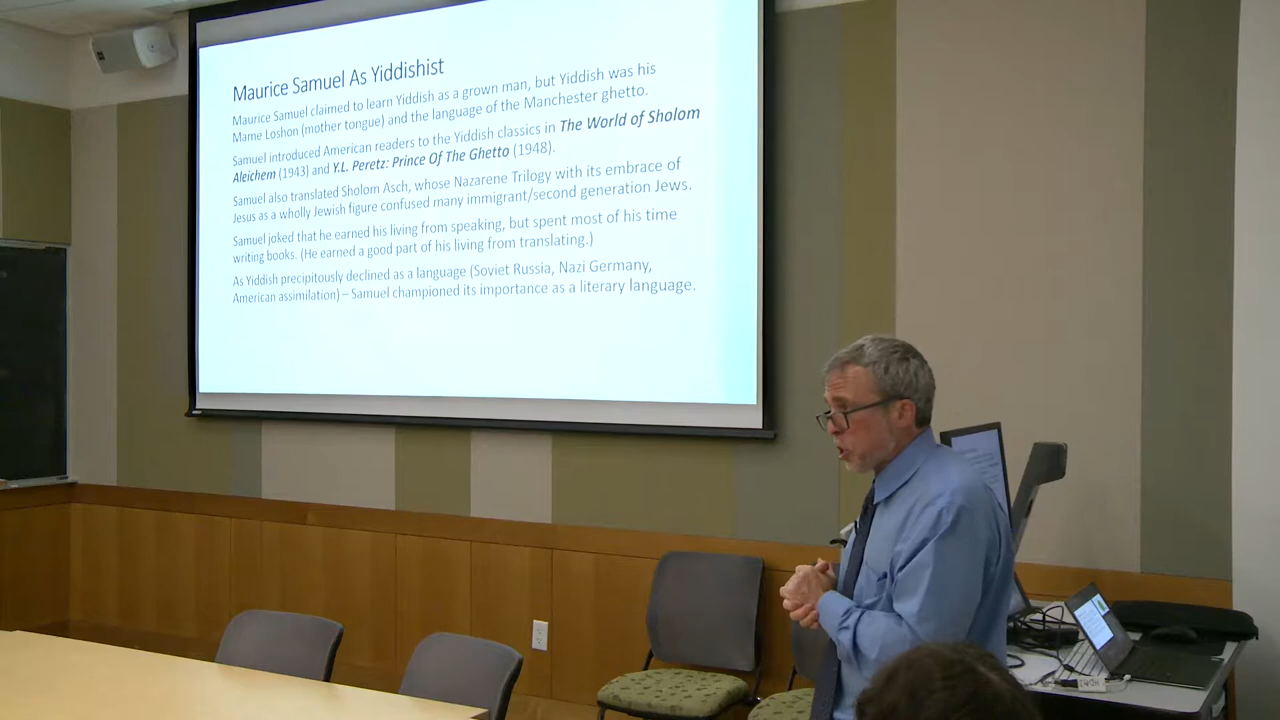 Maurice Samuel As Yiddishist
Maurice Samuel claimed to learn Yiddish as a grown man, but Yiddish was his
Mame Loshon (mother tongue) and the language of the Manchester ghetto.
Samuel introduced American readers to the Yiddish classics in The World of Sholom
Aleichem (1943) and Y.L. Peretz: Prince Of The Ghetto (1948).
Samuel also translated Sholom Asch, whose Nazarene Trilogy with its embrace of
Jesus as a wholly Jewish figure confused many immigrant/second generation Jews.
Samuel joked that he earned his living from speaking, but spent most of his time
writing books. (He earned a good part of his living from translating.)
As Yiddish precipitously declined as a language (Soviet Russia, Nazi Germany,
American assimilation) – Samuel championed its importance as a literary language.